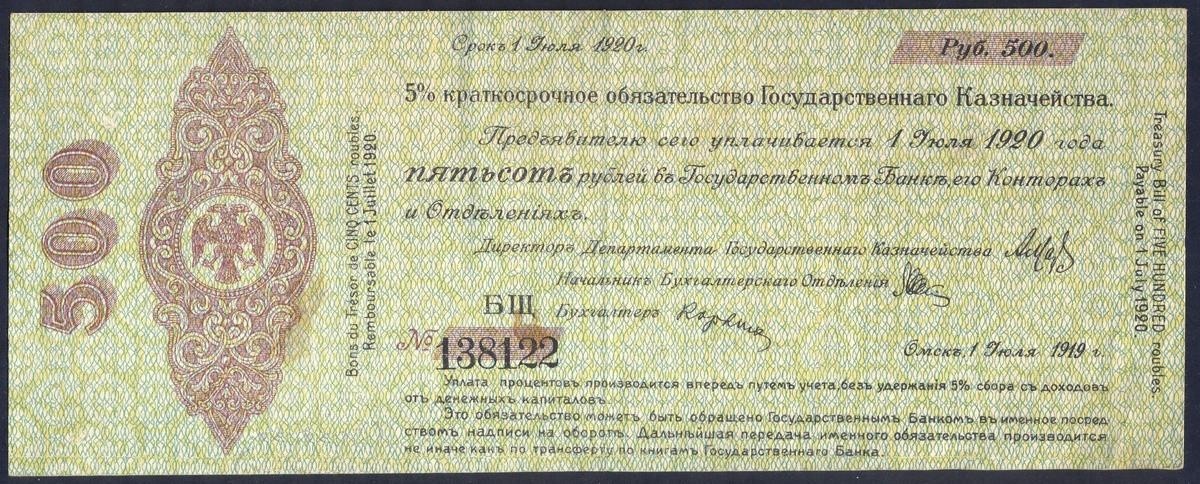 Срокъ 1 Іюля 1920 г.
Руб. 500.
5% краткосрочное обязательство Государственнаго Казначейства.
Предъявителю сего уплачивается 1 Іюля 1920 года
ПЯТЬСОТЪ рублей въ Государственномъ Банкѣ, его Конторахъ
и Отдѣленіяхъ.
Директоръ Департамента Государственнаго Казначейства
Начальникъ Бухгалтерскаго Отдѣленія
БЩ Бухгалтеръ
№ 138122
Омскъ, 1 Іюля 1919 г.
Уплата процентовъ производится впередъ путемъ учета, безъ удержанія 5% сбора съ доходовъ
отъ денежныхъ капиталовъ.
Это обязательство можетъ быть обращено Государственнымъ Банкомъ въ именное посред
ствомъ надписи на оборотѣ. Дальнѣйшая передача именного обязательства производится
не иначе какъ по трансферту по книгамъ Государственнаго Банка.
500
Bons du Trésor de CINQ CENTS roubles.
Remboursable le 1 Juillet 1920.
Treasury Bill of FIVE HUNDRED roubles.
Payable on 1 July 1920.